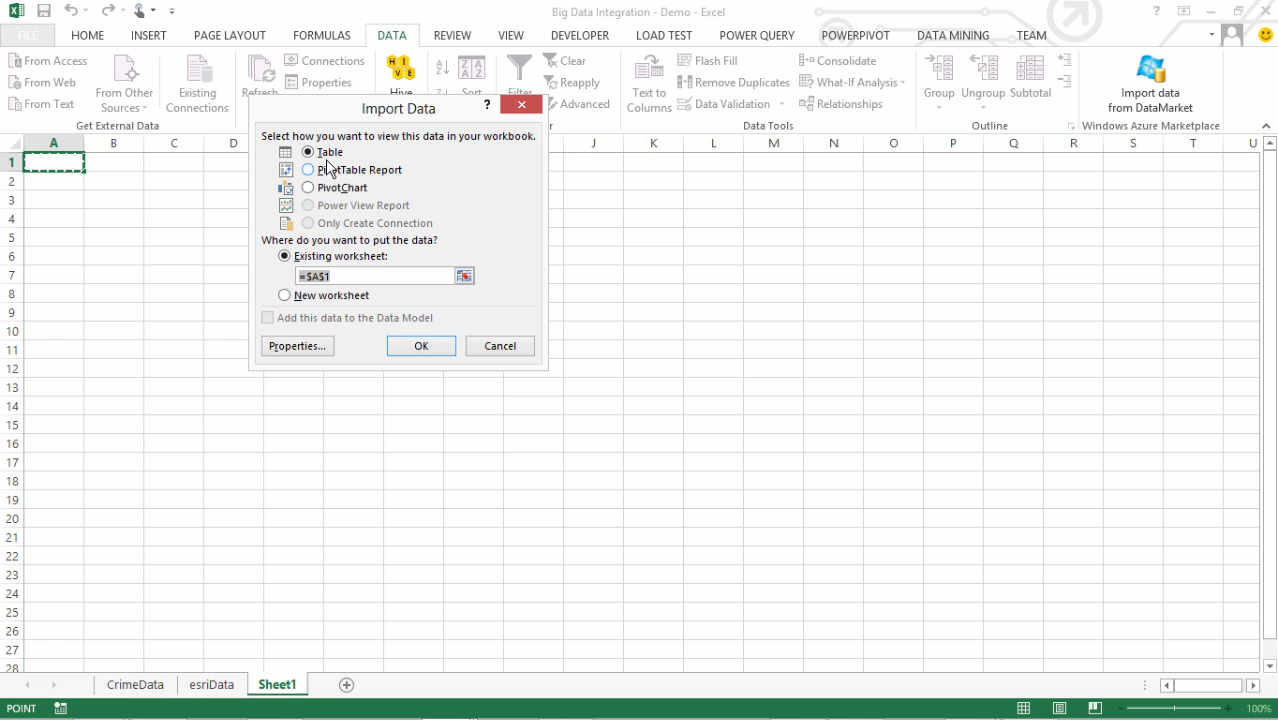 Big Data Integration - Demo - Excel
?
FILE HOME INSERT PAGE LAYOUT FORMULAS DATA REVIEW VIEW DEVELOPER LOAD TEST POWER QUERY POWERPIVOT DATA MINING TEAM
From Access
From Web
From Text
From Other
Sources
Existing
Connections
Get External Data
Refresh
Connections
Properties
HIVE
Hive
Sort
Filter
Clear
Reapply
Advanced
Text to
Columns
Flash Fill
Remove Duplicates
Data Validation
Consolidate
What-If Analysis
Relationships
Data Tools
Group
Ungroup
Subtotal
Outline
Import data
from DataMarket
Windows Azure Marketplace
Import Data
?
Select how you want to view this data in your workbook.
Table
PivotTable Report
PivotChart
Power View Report
Only Create Connection
Where do you want to put the data?
Existing worksheet:
=$A$1
New worksheet
Add this data to the Data Model
Properties... OK Cancel
A B C D J K L M N O P Q R S T U
1
2
3
4
5
6
7
8
9
10
11
12
13
14
15
16
17
18
19
20
21
22
23
24
25
26
27
28
CrimeData esriData Sheet1
POINT 100%